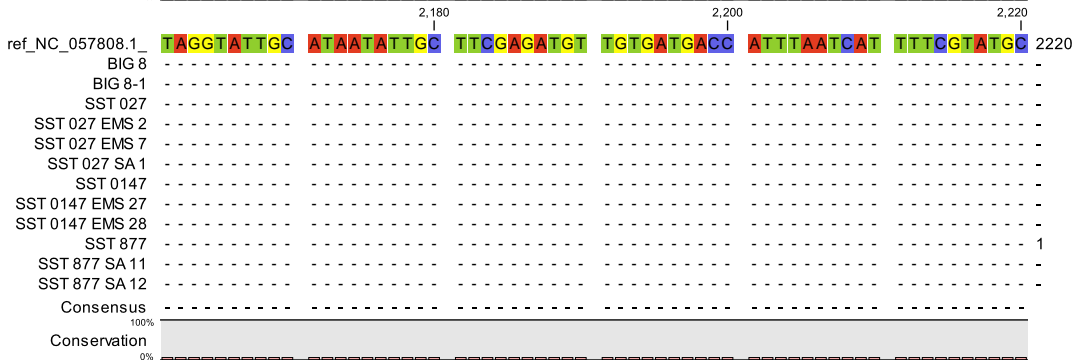 2,180 2,200 2,220
ref_NC_057808.1_ TAGGTATTGC ATAATATTGC TTCGAGATGT TGTGATGACC ATTTAATCAT TTTCGTATGC 2220
BIG 8 - - - - - - - - - - - - - - - - - - - - - - - - - - - - - - - - - - - - - - - - - - - - - - - - - - - - - - - - - - - - -
BIG 8-1 - - - - - - - - - - - - - - - - - - - - - - - - - - - - - - - - - - - - - - - - - - - - - - - - - - - - - - - - - - - - -
SST 027 - - - - - - - - - - - - - - - - - - - - - - - - - - - - - - - - - - - - - - - - - - - - - - - - - - - - - - - - - - - - -
SST 027 EMS 2 - - - - - - - - - - - - - - - - - - - - - - - - - - - - - - - - - - - - - - - - - - - - - - - - - - - - - - - - - - - - -
SST 027 EMS 7 - - - - - - - - - - - - - - - - - - - - - - - - - - - - - - - - - - - - - - - - - - - - - - - - - - - - - - - - - - - - -
SST 027 SA 1 - - - - - - - - - - - - - - - - - - - - - - - - - - - - - - - - - - - - - - - - - - - - - - - - - - - - - - - - - - - - -
SST 0147 - - - - - - - - - - - - - - - - - - - - - - - - - - - - - - - - - - - - - - - - - - - - - - - - - - - - - - - - - - - - -
SST 0147 EMS 27 - - - - - - - - - - - - - - - - - - - - - - - - - - - - - - - - - - - - - - - - - - - - - - - - - - - - - - - - - - - - -
SST 0147 EMS 28 - - - - - - - - - - - - - - - - - - - - - - - - - - - - - - - - - - - - - - - - - - - - - - - - - - - - - - - - - - - - -
SST 877 - - - - - - - - - - - - - - - - - - - - - - - - - - - - - - - - - - - - - - - - - - - - - - - - - - - - - - - - - - - - 1
SST 877 SA 11 - - - - - - - - - - - - - - - - - - - - - - - - - - - - - - - - - - - - - - - - - - - - - - - - - - - - - - - - - - - - -
SST 877 SA 12 - - - - - - - - - - - - - - - - - - - - - - - - - - - - - - - - - - - - - - - - - - - - - - - - - - - - - - - - - - - - -
Consensus - - - - - - - - - - - - - - - - - - - - - - - - - - - - - - - - - - - - - - - - - - - - - - - - - - - - - - - - - - - -
100%
Conservation
0%